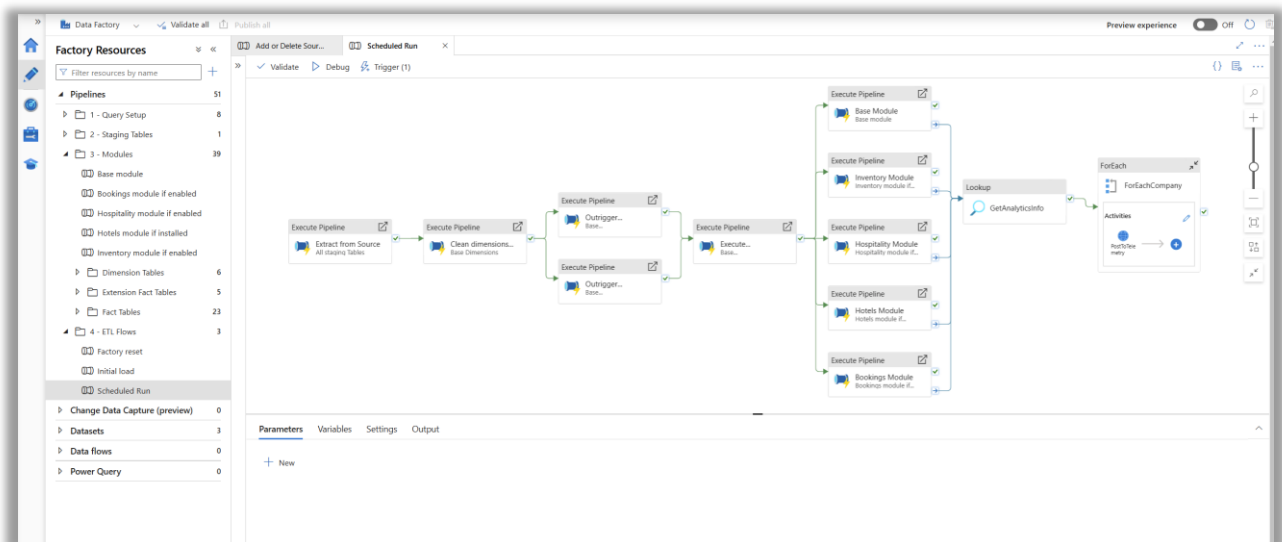 Data Factory
Validate all
Publish all
Preview experience
Off
Factory Resources
Filter resources by name
Pipelines 51
1 - Query Setup 8
2 - Staging Tables 1
3 - Modules 39
Base module
Bookings module if enabled
Hospitality module if enabled
Hotels module if installed
Inventory module if enabled
Dimension Tables 6
Extension Fact Tables 5
Fact Tables 23
4 - ETL Flows 3
Factory reset
Initial load
Scheduled Run
Change Data Capture (preview) 0
Datasets 3
Data flows 0
Power Query 0
Add or Delete Sour...
Scheduled Run
Validate
Debug
Trigger (1)
Execute Pipeline
Extract from Source
All staging Tables
Execute Pipeline
Clean dimensions...
Base Dimensions
Execute Pipeline
Outrigger...
Base...
Execute Pipeline
Outrigger...
Base...
Execute Pipeline
Execute...
Base...
Execute Pipeline
Base Module
Base module
Execute Pipeline
Inventory Module
Inventory module if...
Execute Pipeline
Hospitality Module
Hospitality module if...
Execute Pipeline
Hotels Module
Hotels module if...
Execute Pipeline
Bookings Module
Bookings module if...
Lookup
GetAnalyticsInfo
ForEach
ForEachCompany
Activities
PostToTele
metry
Parameters Variables Settings Output
New